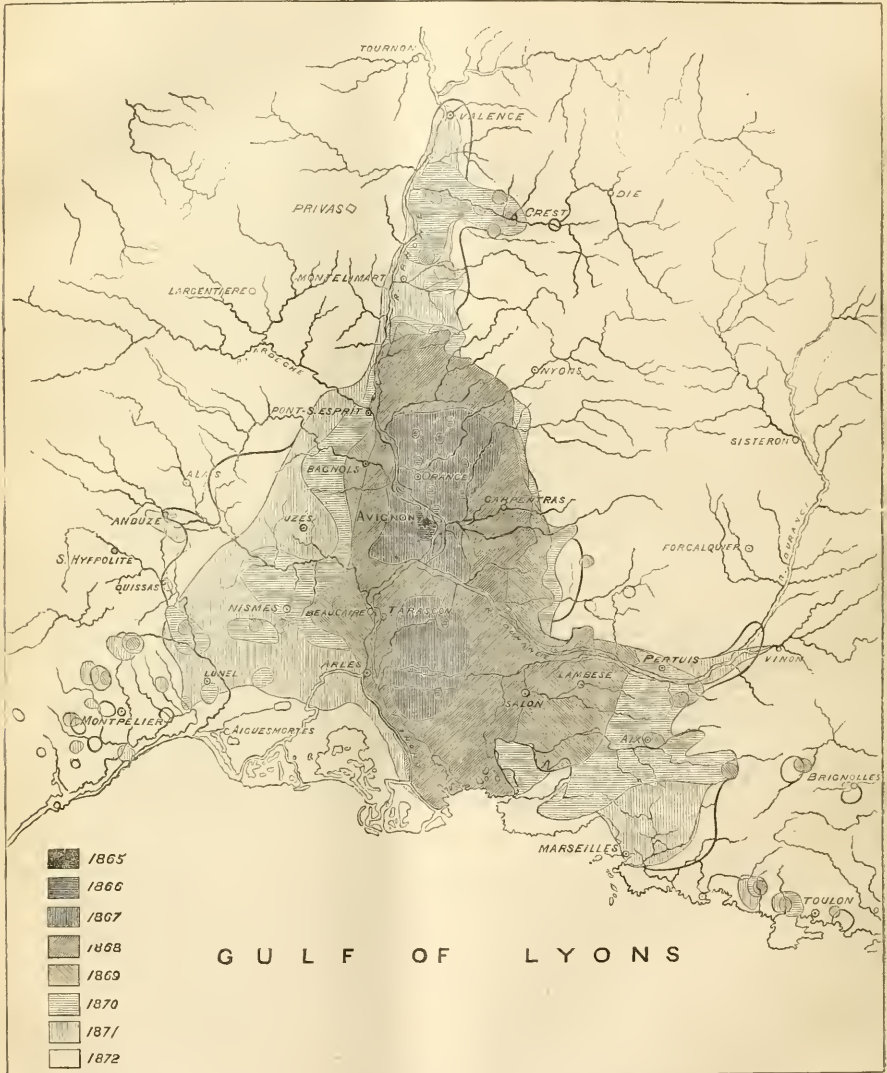 TOURNON
VALENCE
PRIVAS
CREST
DIE
MONTELIMART
LARGENTIERE
R. ARDECHE
NYONS
PONT-S.ESPRIT
SISTERON
ALAIS
BAGNOLS
ORANGE
CARPENTRAS
ANDUZE
UZES
AVIGNON
FORCALQUIER
S. HYPPOLITE
QUISSAC
NISMES
BEAUCAIRE
TARASCON
PERTUIS
VINON
LUNEL
ARLES
LAMBESE
SALON
MONTPELIER
AIGUESMORTES
AIX
BRIGNOLLES
MARSEILLES
TOULON
1865
1866
1867
1868
1869
1870
1871
1872
GULF OF LYONS